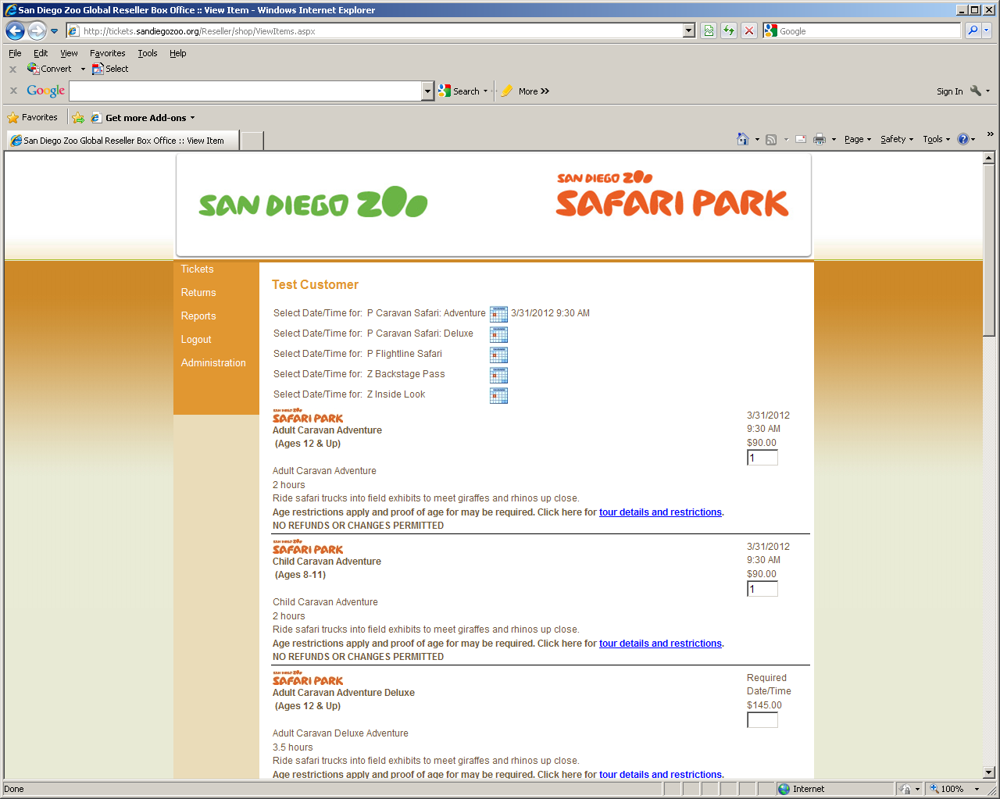 San Diego Zoo Global Reseller Box Office :: View Item - Windows Internet Explorer
http://tickets.sandiegozoo.org/Reseller/shop/ViewItems.aspx
Google
File Edit View Favorites Tools Help
x Convert Select
x Google Search More >> Sign In
Favorites Get more Add-ons
San Diego Zoo Global Reseller Box Office :: View Item
Page Safety Tools >>
SAN DIEGO ZOO
SAN DIEGO ZOO
SAFARI PARK
Tickets
Returns
Reports
Logout
Administration
Test Customer
Select Date/Time for: P Caravan Safari: Adventure 3/31/2012 9:30 AM
Select Date/Time for: P Caravan Safari: Deluxe
Select Date/Time for: P Flightline Safari
Select Date/Time for: Z Backstage Pass
Select Date/Time for: Z Inside Look
SAN DIEGO ZOO
SAFARI PARK
Adult Caravan Adventure
(Ages 12 & Up)
3/31/2012
9:30 AM
$90.00
1
Adult Caravan Adventure
2 hours
Ride safari trucks into field exhibits to meet giraffes and rhinos up close.
Age restrictions apply and proof of age for may be required. Click here for tour details and restrictions.
NO REFUNDS OR CHANGES PERMITTED
SAN DIEGO ZOO
SAFARI PARK
Child Caravan Adventure
(Ages 8-11)
3/31/2012
9:30 AM
$90.00
1
Child Caravan Adventure
2 hours
Ride safari trucks into field exhibits to meet giraffes and rhinos up close.
Age restrictions apply and proof of age for may be required. Click here for tour details and restrictions.
NO REFUNDS OR CHANGES PERMITTED
SAN DIEGO ZOO
SAFARI PARK
Adult Caravan Adventure Deluxe
(Ages 12 & Up)
Required
Date/Time
$145.00
Adult Caravan Deluxe Adventure
3.5 hours
Ride safari trucks into field exhibits to meet giraffes and rhinos up close.
Age restrictions apply and proof of age for may be required. Click here for tour details and restrictions.
Done Internet 100%